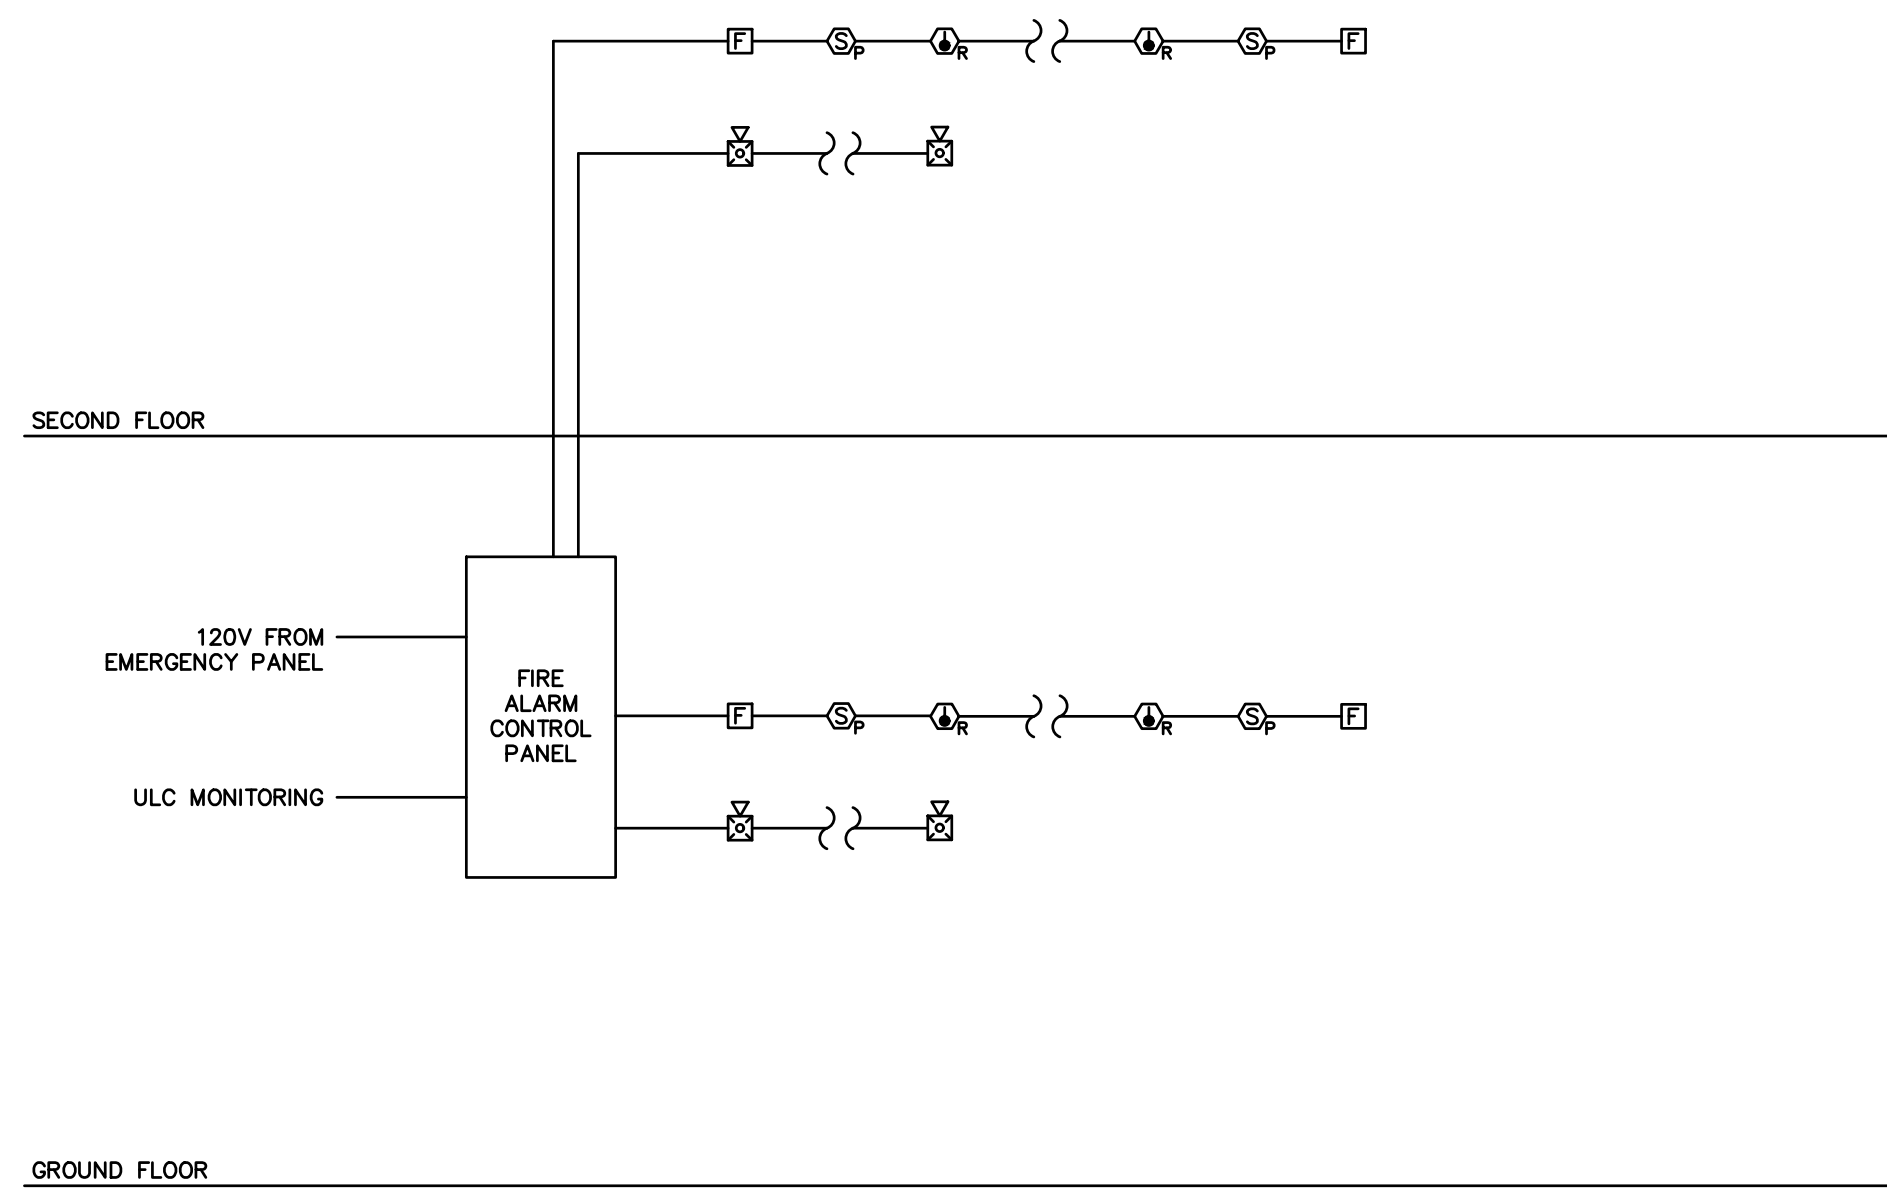 F S P R R S P F
SECOND FLOOR
120V FROM
EMERGENCY PANEL
FIRE
ALARM
CONTROL
PANEL
F S P R R S P F
ULC MONITORING
GROUND FLOOR